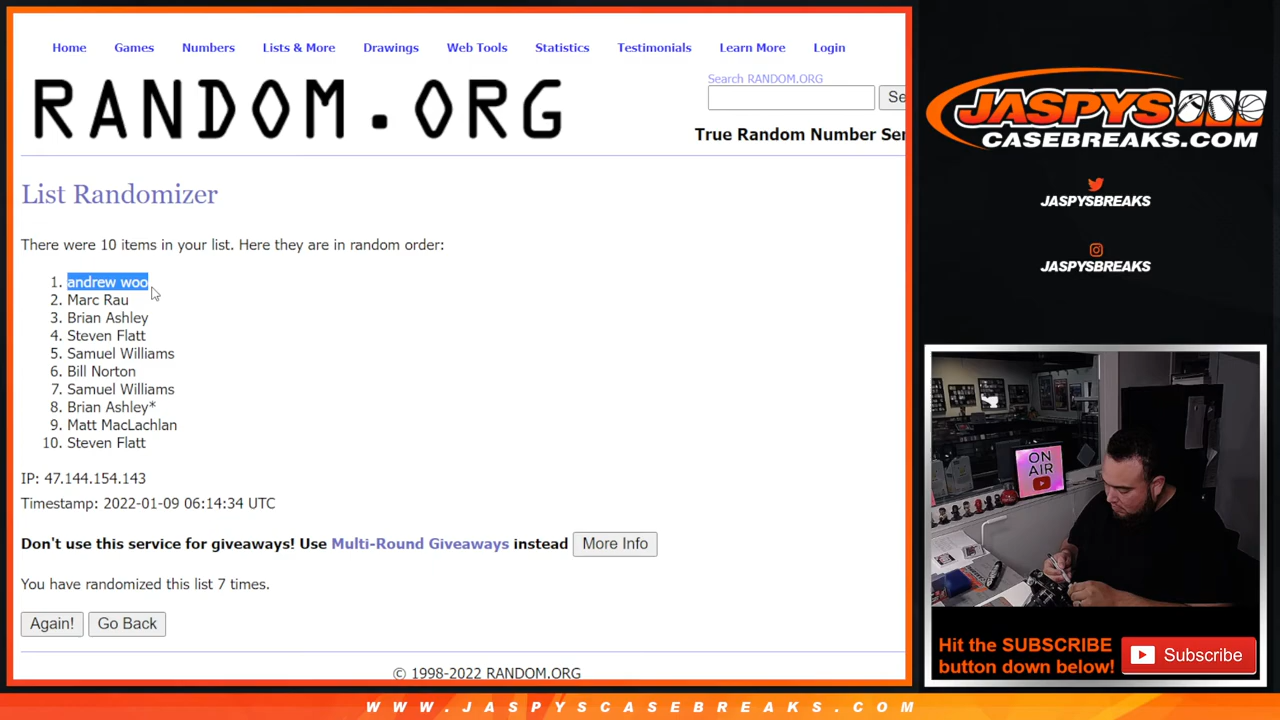 Home Games Numbers Lists & More Drawings Web Tools Statistics Testimonials Learn More Login
Search RANDOM.ORG
RANDOM.ORG
Se
True Random Number Ser
List Randomizer
There were 10 items in your list. Here they are in random order:
1. andrew woo
2. Marc Rau
3. Brian Ashley
4. Steven Flatt
5. Samuel Williams
6. Bill Norton
7. Samuel Williams
8. Brian Ashley*
9. Matt MacLachlan
10. Steven Flatt
IP: 47.144.154.143
Timestamp: 2022-01-09 06:14:34 UTC
Don't use this service for giveaways! Use Multi-Round Giveaways instead More Info
You have randomized this list 7 times.
Again! Go Back
© 1998-2022 RANDOM.ORG
JASPYS
CASEBREAKS.COM
JASPYSBREAKS
JASPYSBREAKS
ON
AIR
Hit the SUBSCRIBE
button down below!
Subscribe
WWW.JASPYSCASEBREAKS.COM